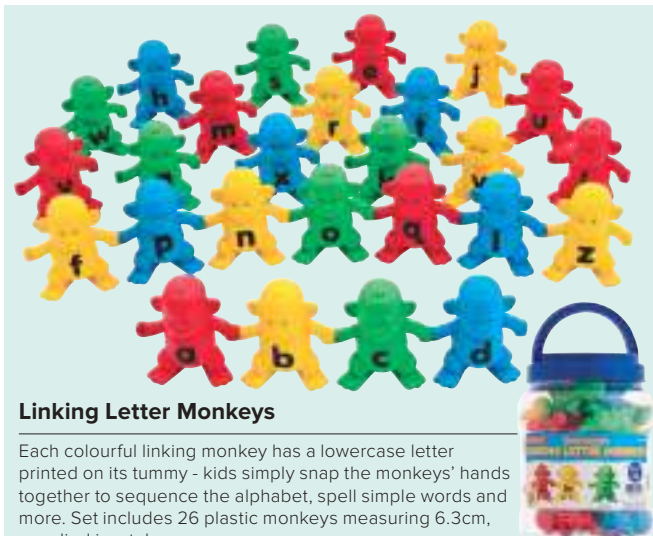 s
e
j
h
m
r
w
u
f
p
n
o
q
l
z
a
b
c
d
Linking Letter Monkeys
Each colourful linking monkey has a lowercase letter
printed on its tummy - kids simply snap the monkeys' hands
together to sequence the alphabet, spell simple words and
more. Set includes 26 plastic monkeys measuring 6.3cm,